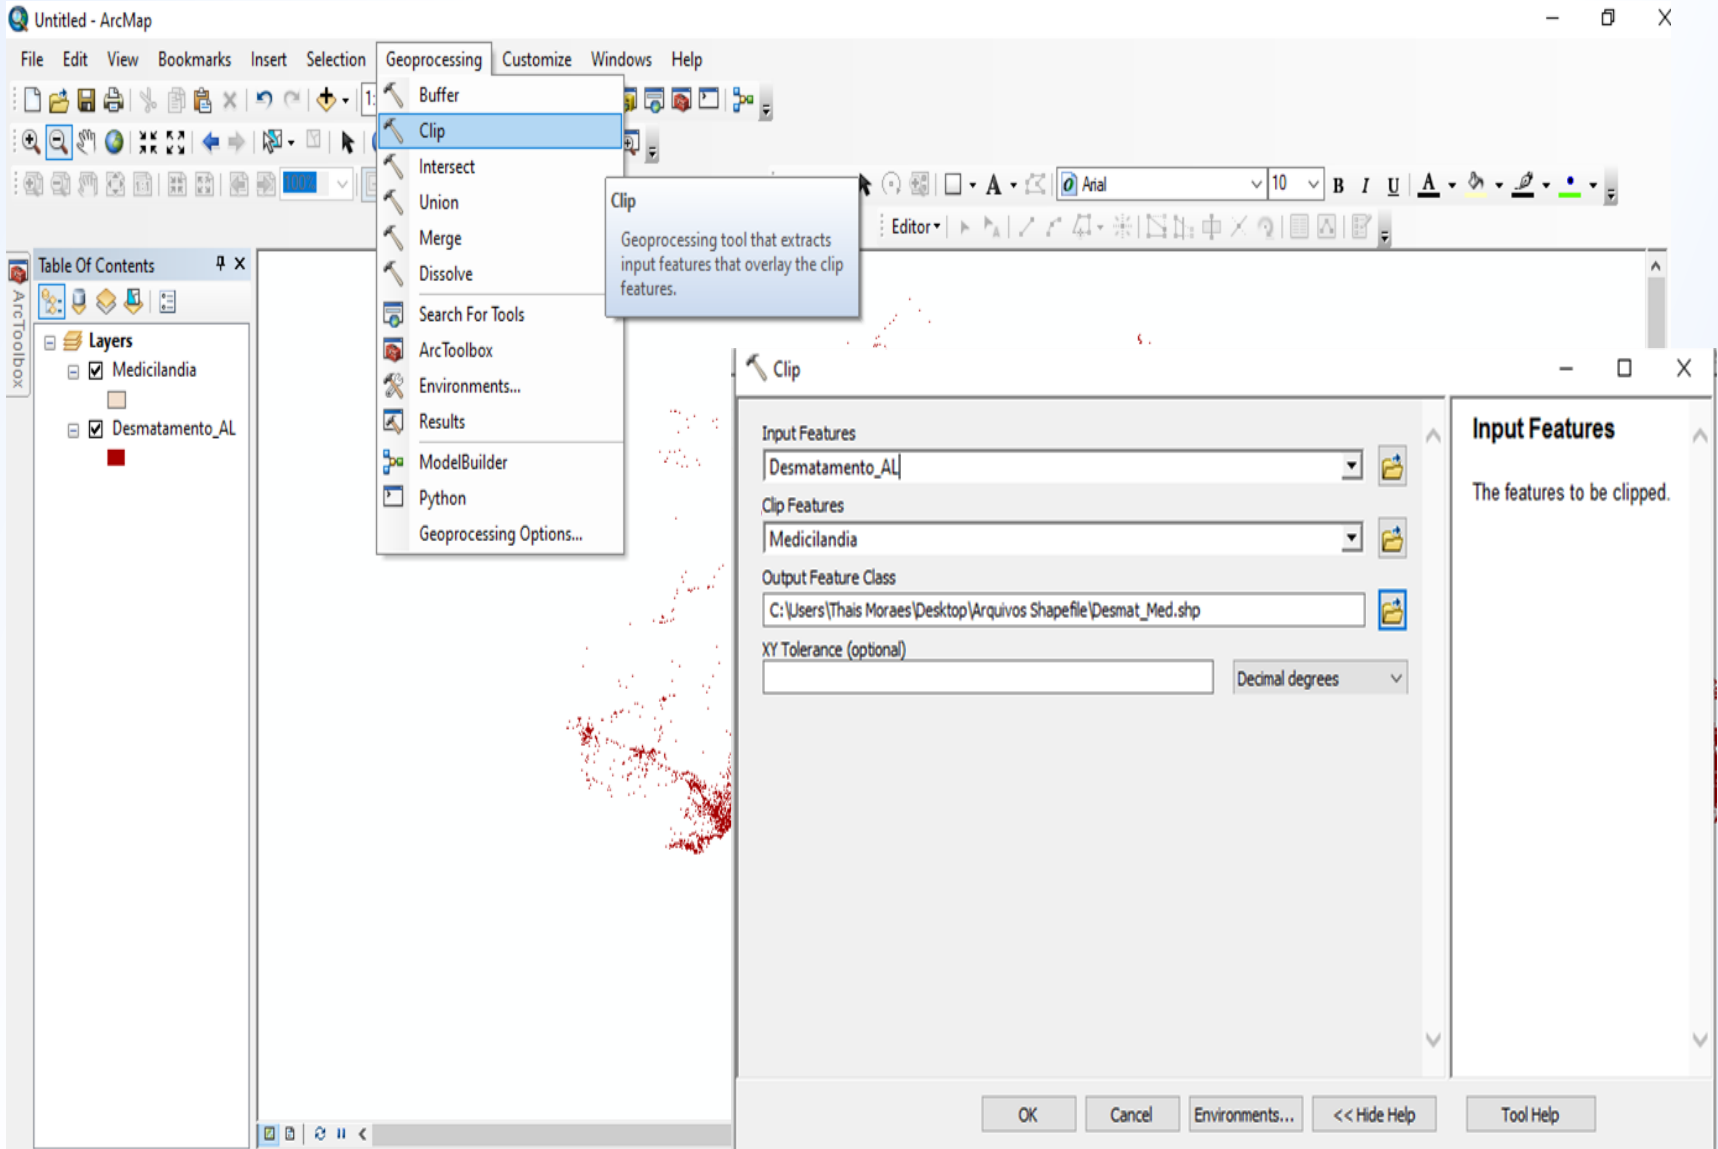 Untitled - ArcMap
File Edit View Bookmarks Insert Selection Geoprocessing Customize Windows Help
1:
Buffer
Clip
Intersect
Union
Merge
Dissolve
Search For Tools
ArcToolbox
Environments...
Results
ModelBuilder
Python
Geoprocessing Options...
Clip
Geoprocessing tool that extracts
input features that overlay the clip
features.
100%
A
Arial
10
B I U A
Editor
ArcToolbox
Table Of Contents
Layers
Medicilandia
Desmatamento_AL
Clip
Input Features
Desmatamento_AL
Clip Features
Medicilandia
Output Feature Class
C:\Users\Thais Moraes\Desktop\Arquivos Shapefile\Desmat_Med.shp
XY Tolerance (optional)
Decimal degrees
Input Features
The features to be clipped.
OK
Cancel
Environments...
<< Hide Help
Tool Help